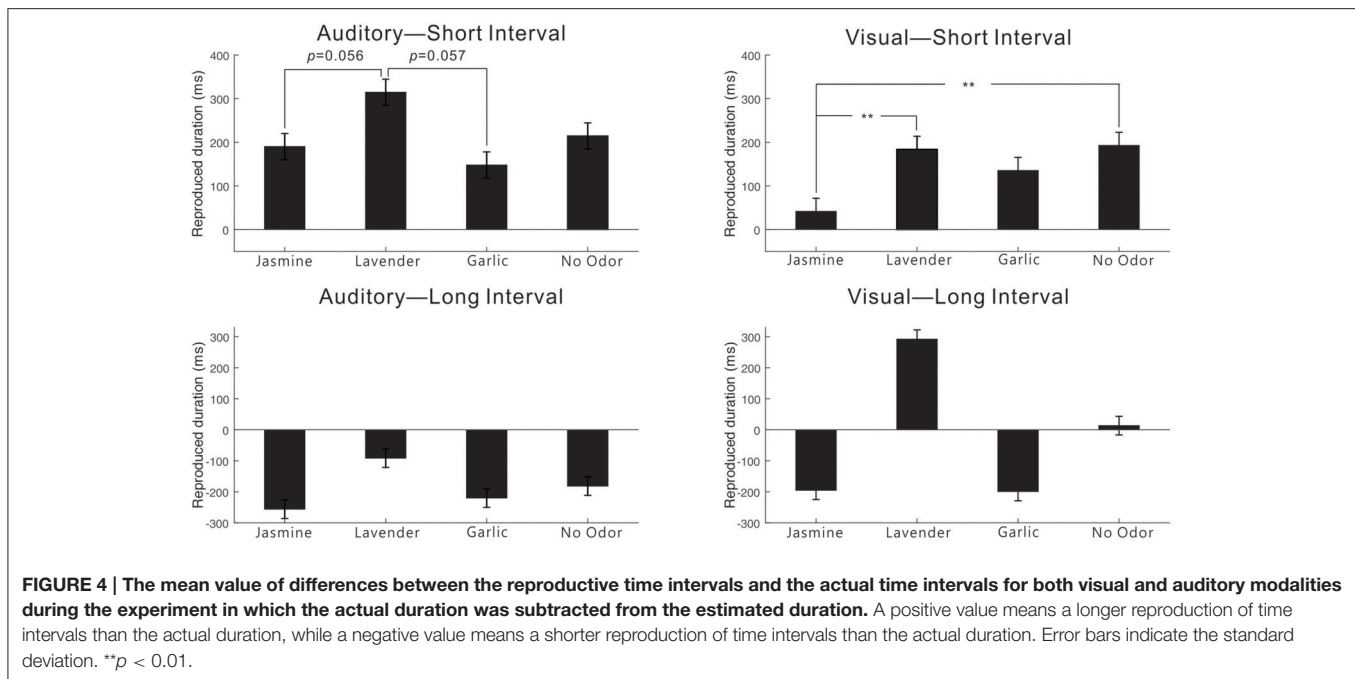 Auditory—Short Interval
Reproduced duration (ms)
400
300
200
100
0
p=0.056
p=0.057
Jasmine Lavender Garlic No Odor
Visual—Short Interval
Reproduced duration (ms)
400
300
200
100
0
**
**
Jasmine Lavender Garlic No Odor
Auditory—Long Interval
Reproduced duration (ms)
300
200
100
0
-100
-200
-300
Jasmine Lavender Garlic No Odor
Visual—Long Interval
Reproduced duration (ms)
300
200
100
0
-100
-200
-300
Jasmine Lavender Garlic No Odor
FIGURE 4 | The mean value of differences between the reproductive time intervals and the actual time intervals for both visual and auditory modalities
during the experiment in which the actual duration was subtracted from the estimated duration. A positive value means a longer reproduction of time
intervals than the actual duration, while a negative value means a shorter reproduction of time intervals than the actual duration. Error bars indicate the standard
deviation. **p < 0.01.